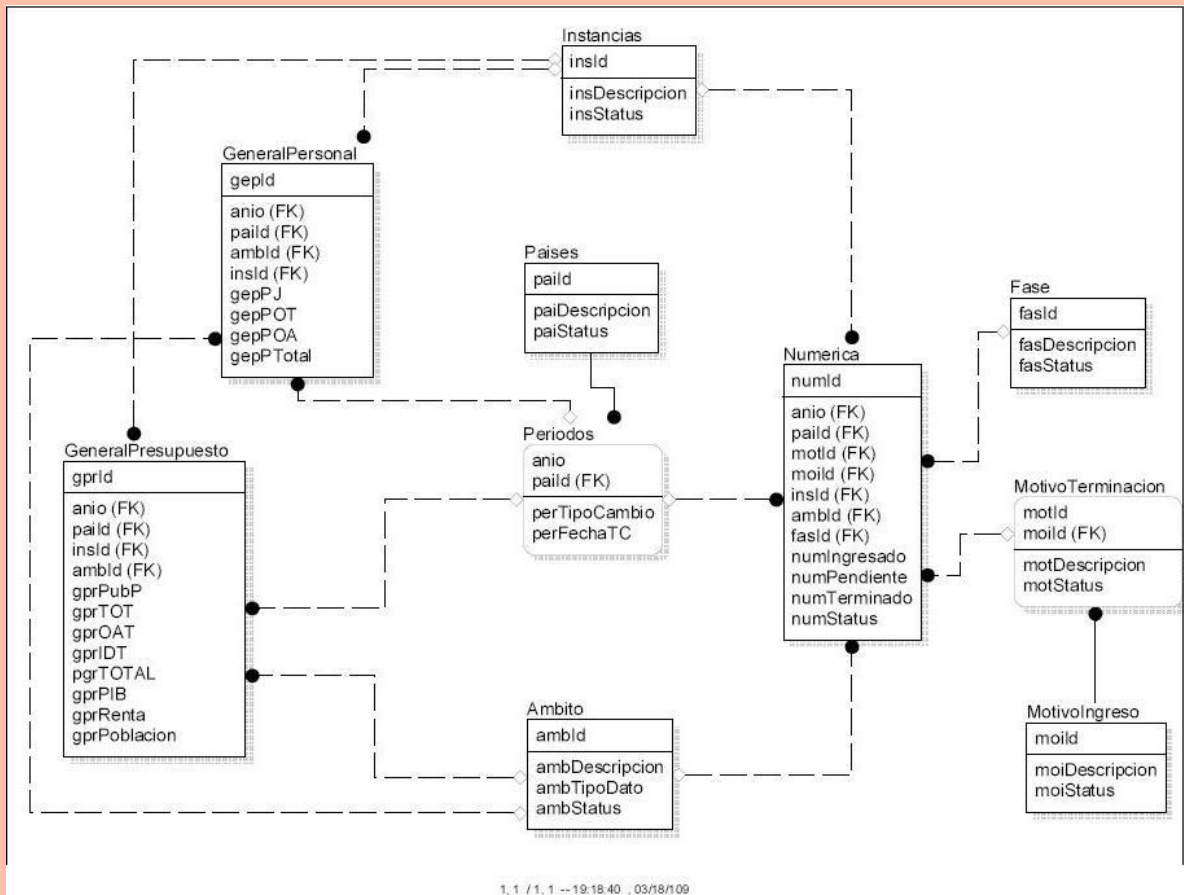 Instancias
insId
insDescripcion
insStatus
GeneralPersonal
gepId
anio (FK)
paiId (FK)
ambId (FK)
insId (FK)
gepPJ
gepPOT
gepPOA
gepPTotal
Paises
paiId
paiDescripcion
paiStatus
Fase
fasId
fasDescripcion
fasStatus
Numerica
numId
anio (FK)
paiId (FK)
motId (FK)
moiId (FK)
insId (FK)
ambId (FK)
fasId (FK)
numIngresado
numPendiente
numTerminado
numStatus
GeneralPresupuesto
gprId
anio (FK)
paiId (FK)
insId (FK)
ambId (FK)
gprPubP
gprTOT
gprOAT
gprIDT
pgrTOTAL
gprPIB
gprRenta
gprPoblacion
Periodos
anio
paiId (FK)
perTipoCambio
perFechaTC
MotivoTerminacion
motId
moiId (FK)
motDescripcion
motStatus
Ambito
ambId
ambDescripcion
ambTipoDato
ambStatus
MotivoIngreso
moiId
moiDescripcion
moiStatus
1, 1 / 1, 1 -- 19:18:40 , 03/18/109